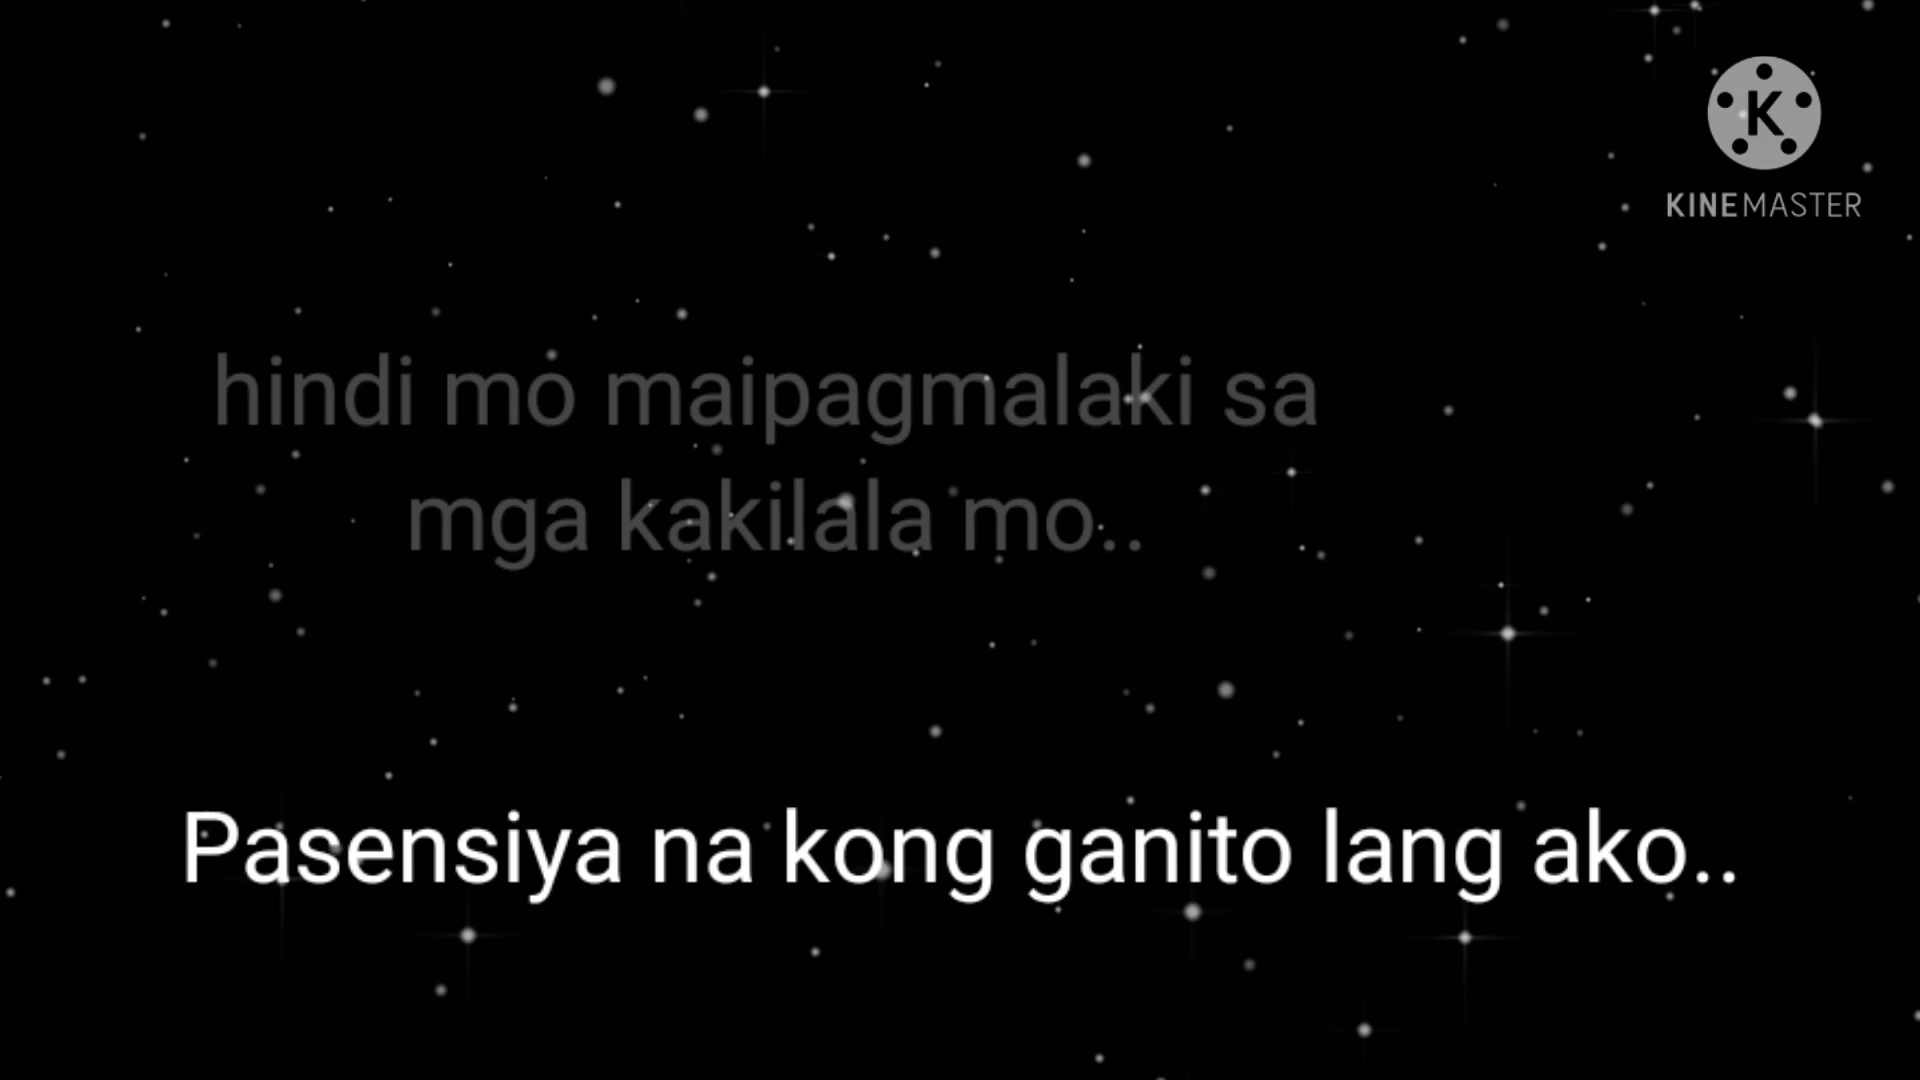 K
KINEMASTER
hindi mo maipagmalaki sa
mga kakilala mo..
Pasensiya na kong ganito lang ako..